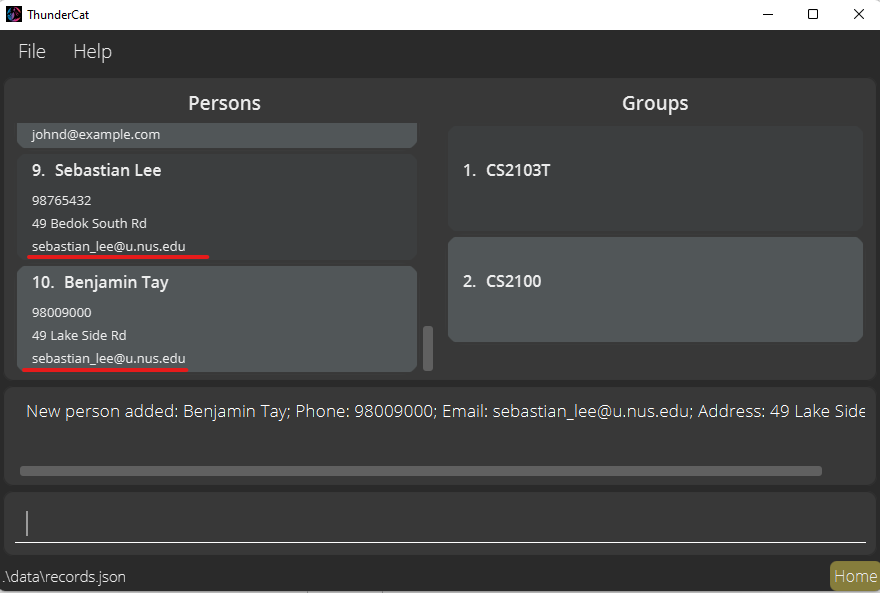 ThunderCat
File Help
Persons
johnd@example.com
9. Sebastian Lee
98765432
49 Bedok South Rd
sebastian_lee@u.nus.edu
10. Benjamin Tay
98009000
49 Lake Side Rd
sebastian_lee@u.nus.edu
Groups
1. CS2103T
2. CS2100
New person added: Benjamin Tay; Phone: 98009000; Email: sebastian_lee@u.nus.edu; Address: 49 Lake Side
.\data\records.json
Home